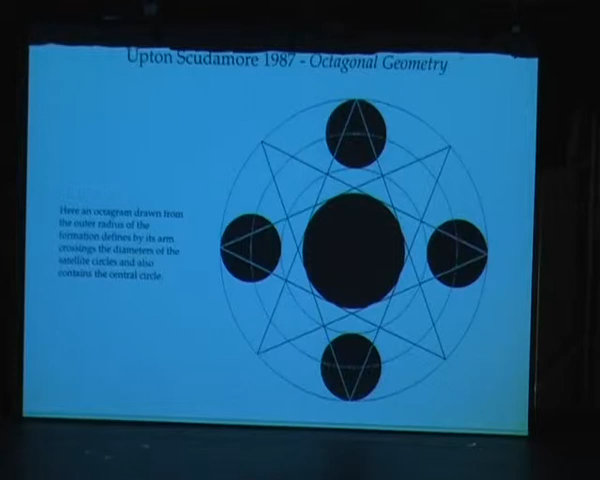 Upton Scudamore 1987 - Octagonal Geometry
Here an octagram drawn from
the outer radius of the
formation defines by its arm
crossings the diameters of the
satellite circles and also
contains the central circle.